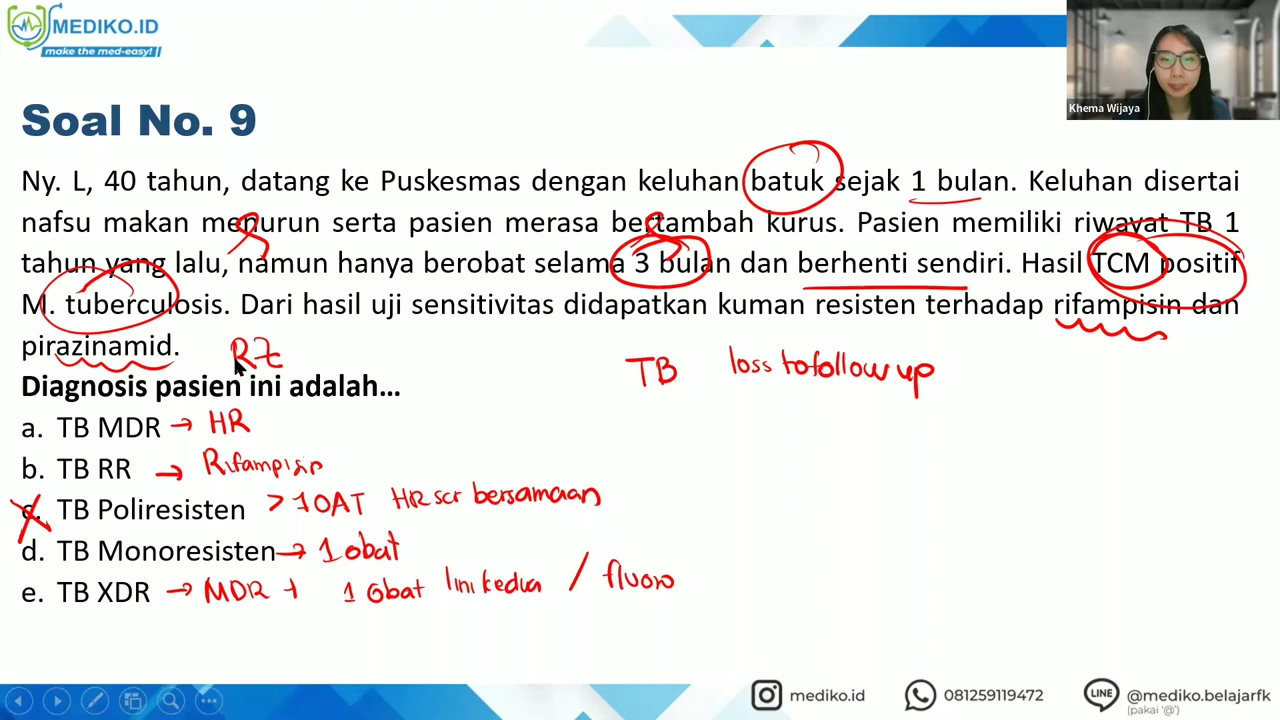 MEDIKO.ID
make the med-easy!
Khema Wijaya
Soal No. 9
Ny. L, 40 tahun, datang ke Puskesmas dengan keluhan batuk sejak 1 bulan. Keluhan disertai
nafsu makan menurun serta pasien merasa bertambah kurus. Pasien memiliki riwayat TB 1
tahun yang lalu, namun hanya berobat selama 3 bulan dan berhenti sendiri. Hasil TCM positif
M. tuberculosis. Dari hasil uji sensitivitas didapatkan kuman resisten terhadap rifampisin dan
pirazinamid.
RZ
TB loss to follow up
Diagnosis pasien ini adalah...
a. TB MDR → HR
b. TB RR → Rifampisin
c. TB Poliresisten > 1 OAT HR scr bersamaan
d. TB Monoresisten → 1 obat
e. TB XDR → MDR + 1 obat lini kedua / fluoro
mediko.id
081259119472
LINE
@mediko.belajarfk
(pakai '@')